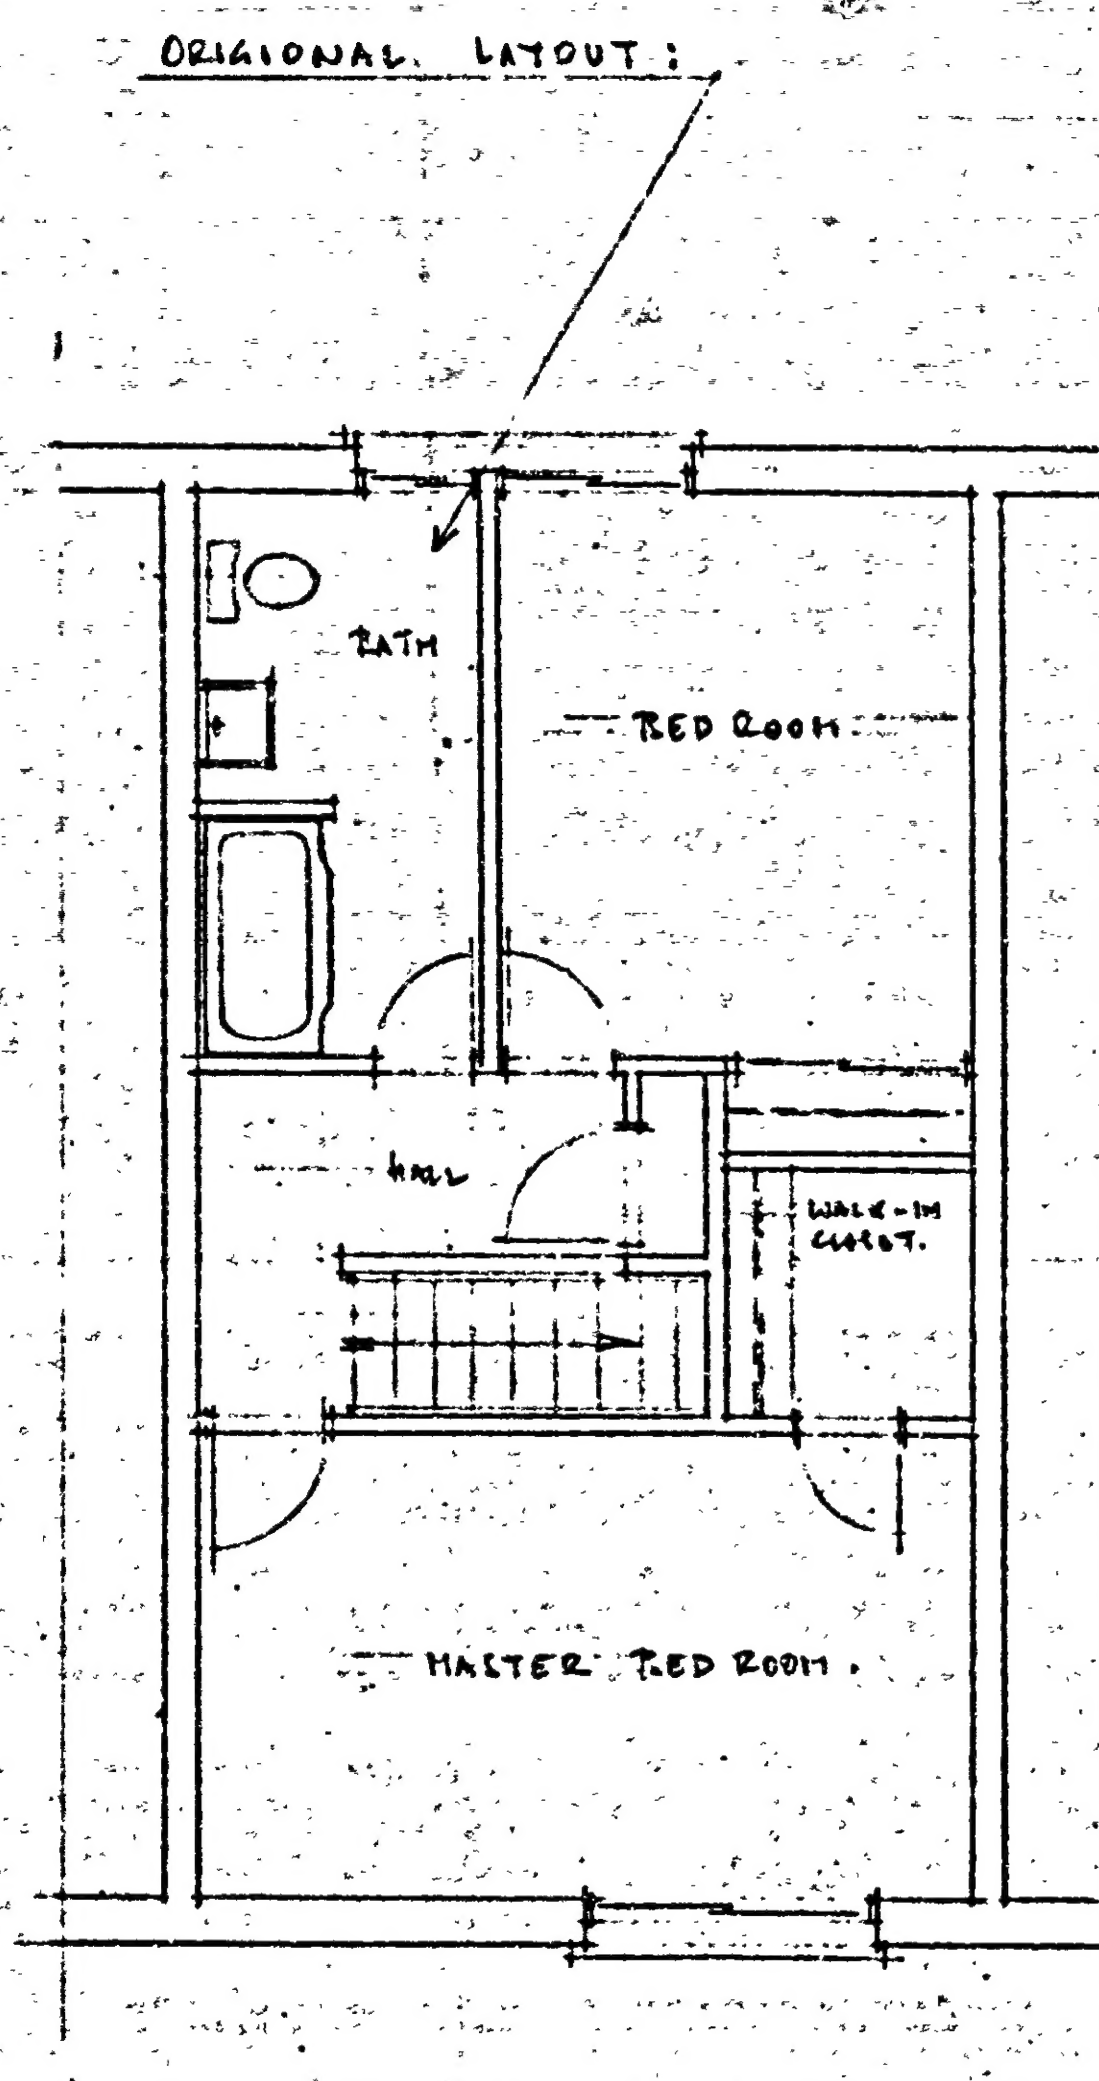 ORIGIONAL LAYOUT:
BATH
BED ROOM
HALL
WALK-IN
CLOSET.
MASTER BED ROOM.